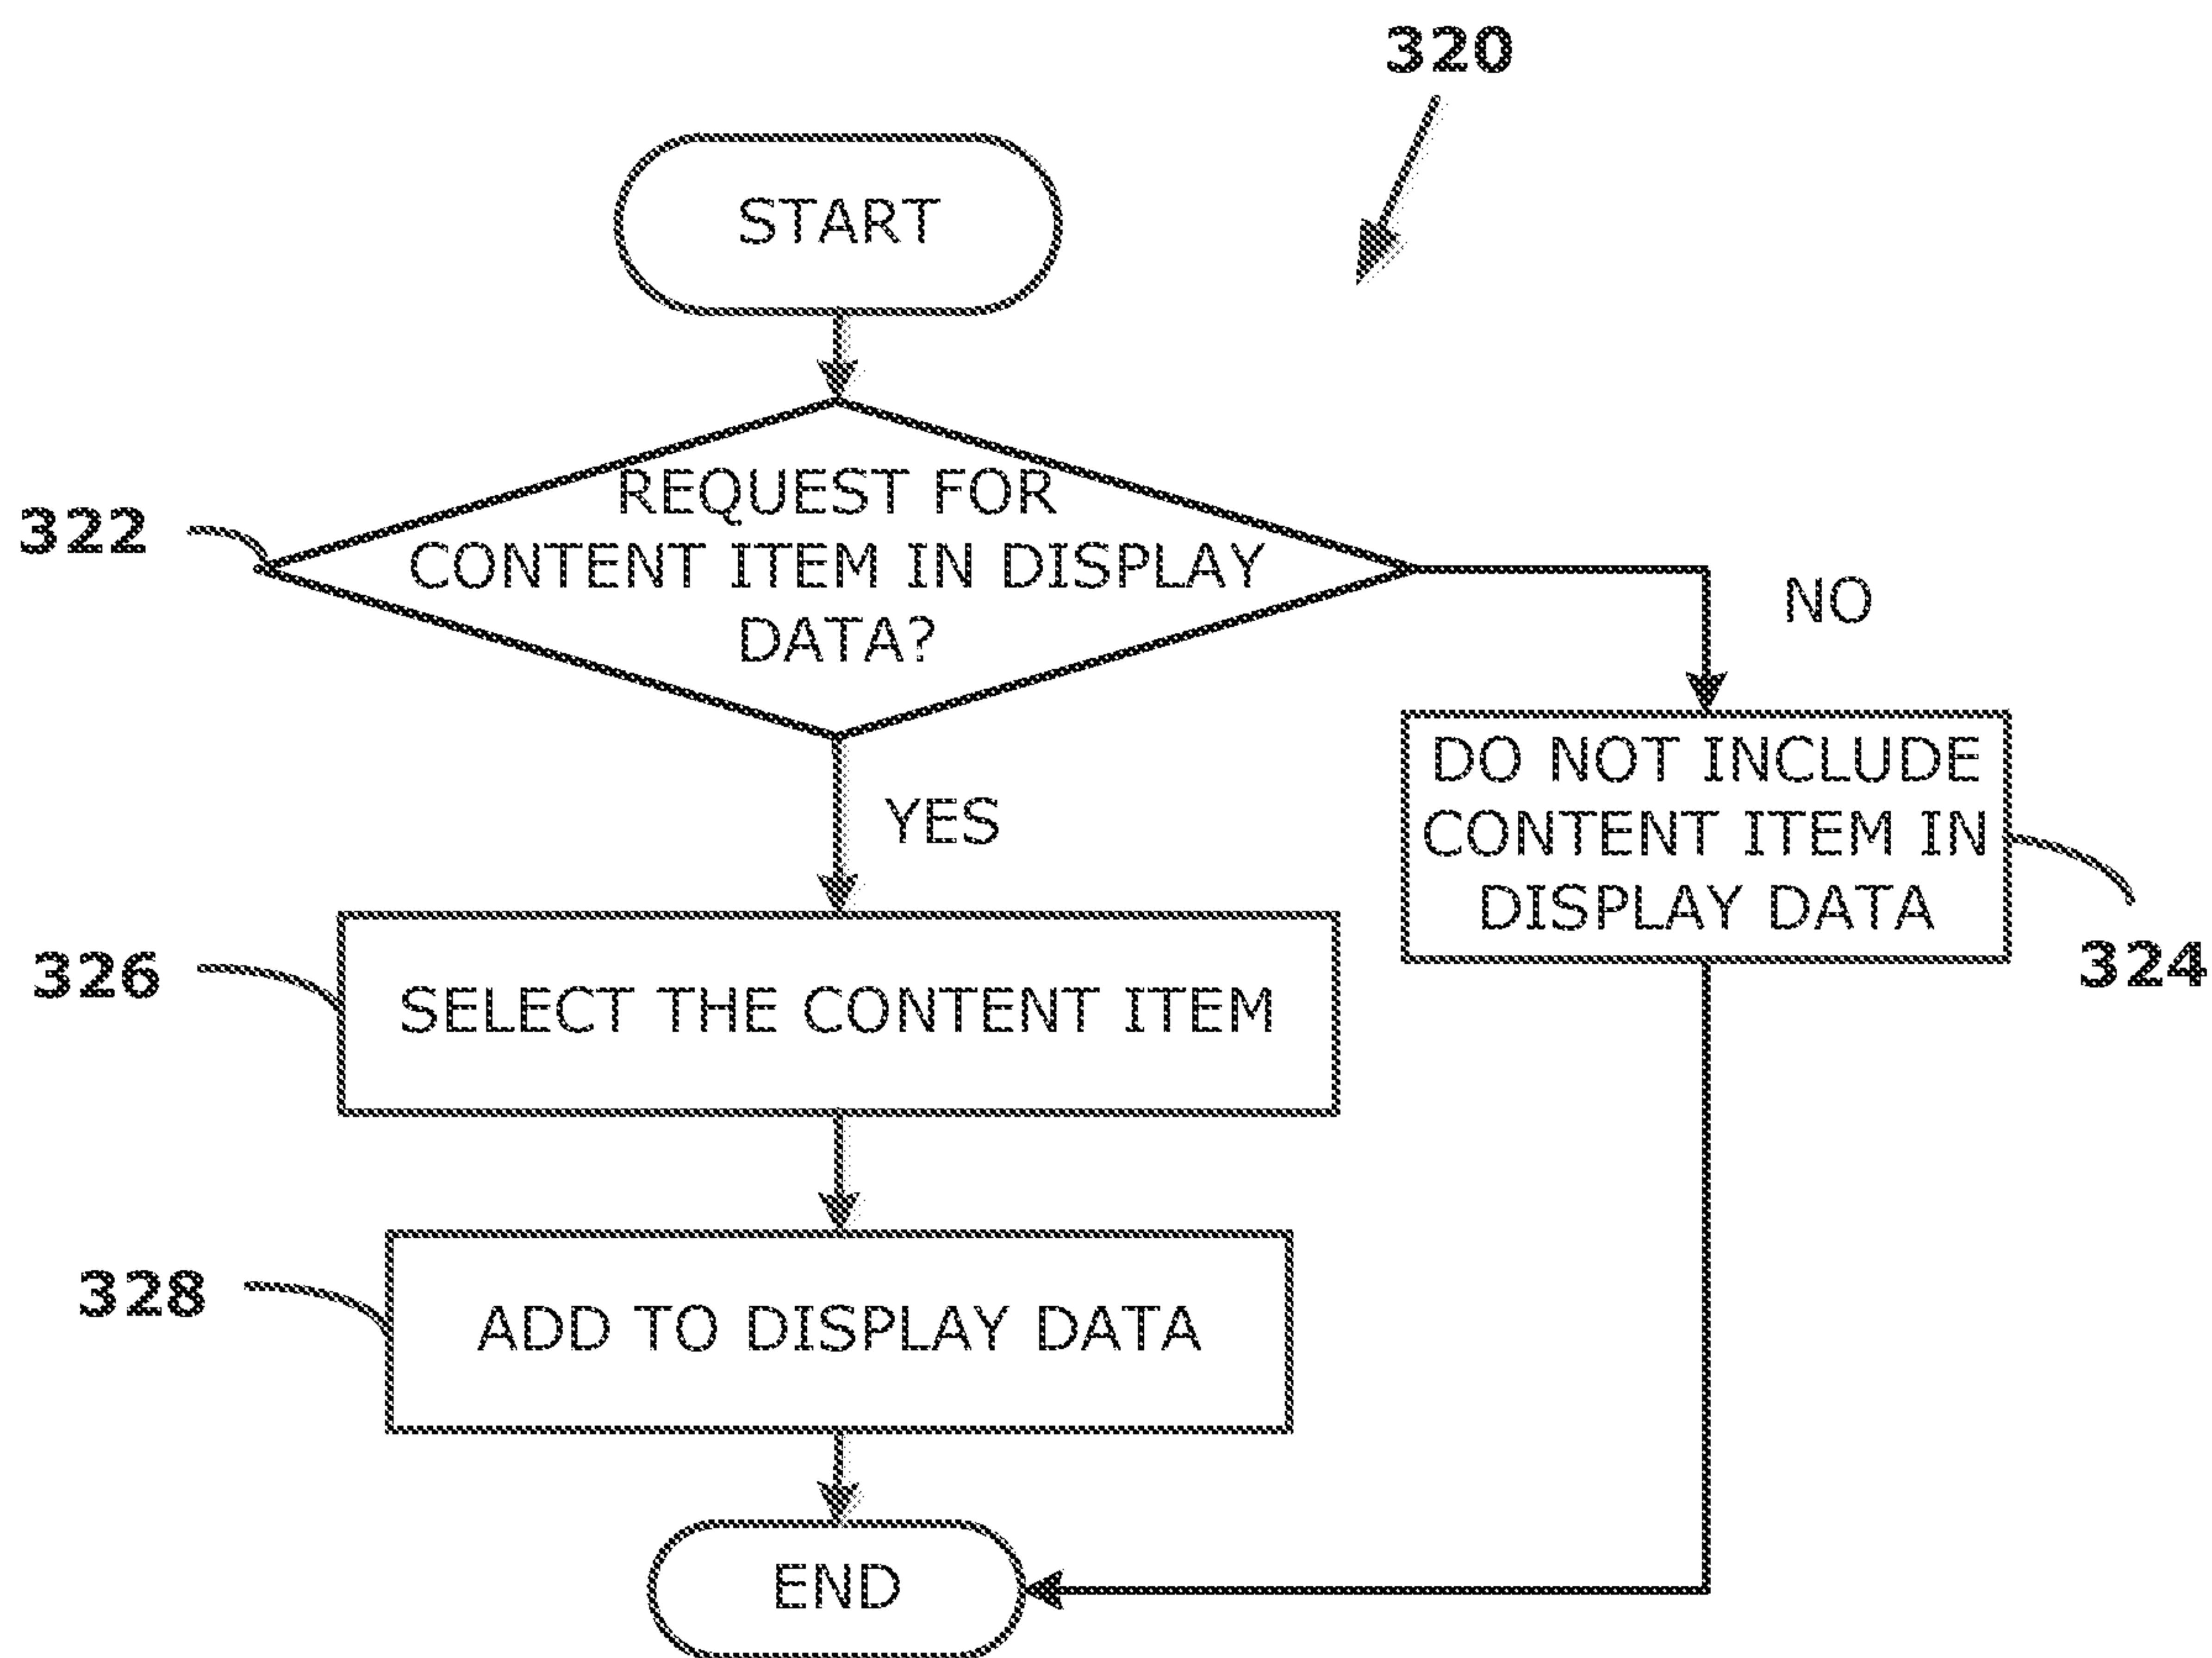 320
START
322
REQUEST FOR
CONTENT ITEM IN DISPLAY
DATA?
NO
YES
DO NOT INCLUDE
CONTENT ITEM IN
DISPLAY DATA
324
326
SELECT THE CONTENT ITEM
328
ADD TO DISPLAY DATA
END